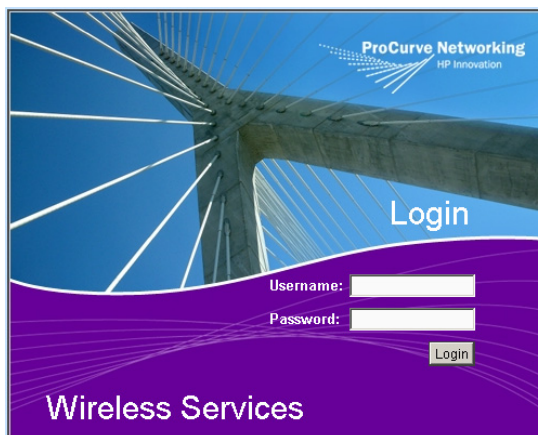 ProCurve Networking
HP Innovation
Login
Username:
Password:
Login
Wireless Services